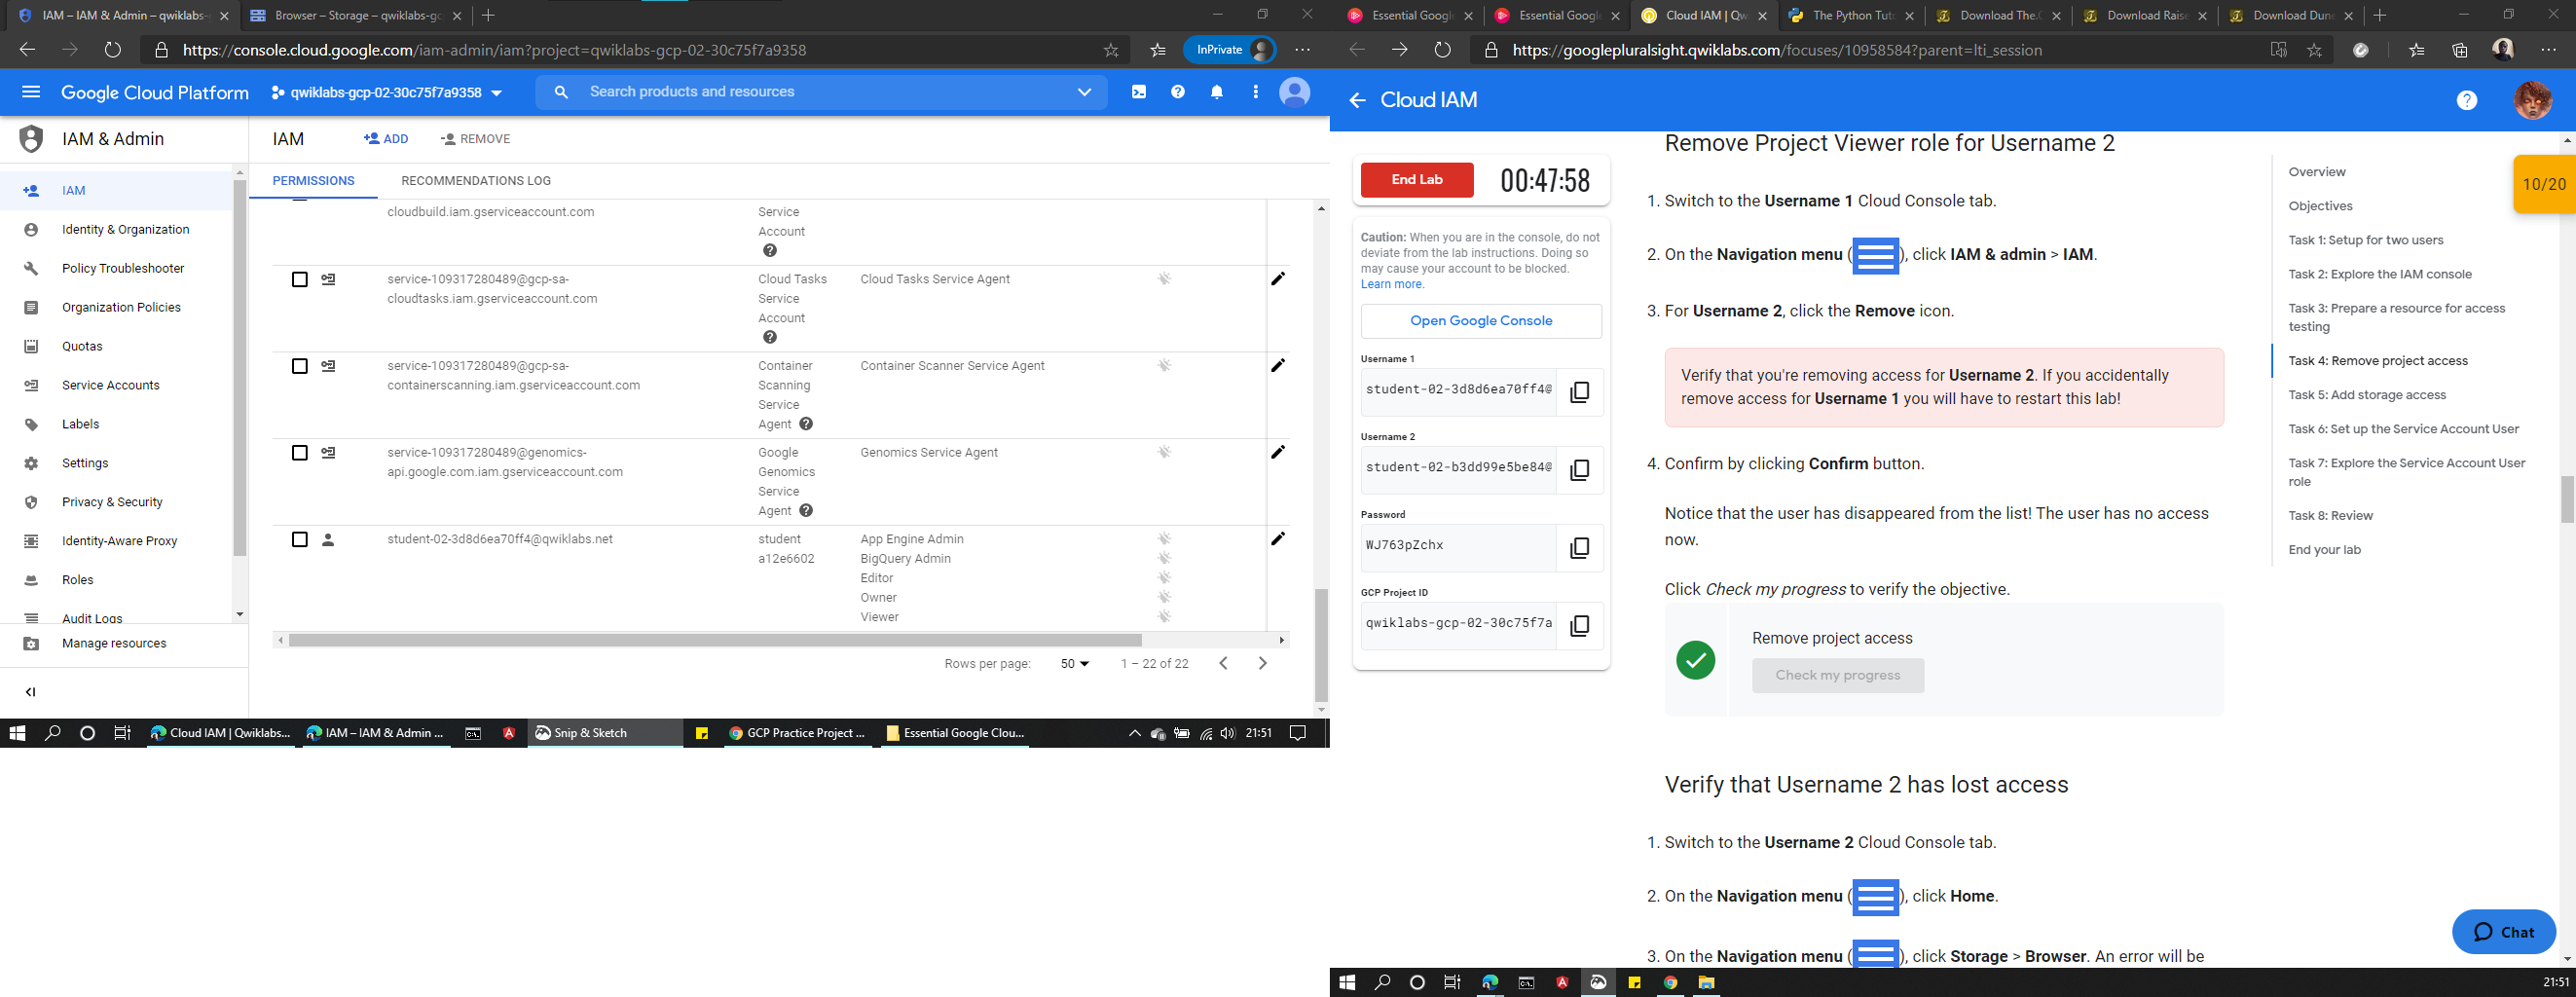 IAM – IAM & Admin – qwiklabs-
Browser – Storage – qwiklabs-gc
https://console.cloud.google.com/iam-admin/iam?project=qwiklabs-gcp-02-30c75f7a9358
InPrivate
Google Cloud Platform
qwiklabs-gcp-02-30c75f7a9358
Search products and resources
IAM & Admin
IAM
ADD
REMOVE
PERMISSIONS
RECOMMENDATIONS LOG
IAM
Identity & Organization
Policy Troubleshooter
Organization Policies
Quotas
Service Accounts
Labels
Settings
Privacy & Security
Identity-Aware Proxy
Roles
Audit Logs
Manage resources
cloudbuild.iam.gserviceaccount.com
Service
Account
service-109317280489@gcp-sa-
cloudtasks.iam.gserviceaccount.com
Cloud Tasks
Service
Account
Cloud Tasks Service Agent
service-109317280489@gcp-sa-
containerscanning.iam.gserviceaccount.com
Container
Scanning
Service
Agent
Container Scanner Service Agent
service-109317280489@genomics-
api.google.com.iam.gserviceaccount.com
Google
Genomics
Service
Agent
Genomics Service Agent
student-02-3d8d6ea70ff4@qwiklabs.net
student
a12e6602
App Engine Admin
BigQuery Admin
Editor
Owner
Viewer
Rows per page:
50
1 – 22 of 22
Cloud IAM | Qwiklabs...
IAM – IAM & Admin ...
Snip & Sketch
GCP Practice Project ...
Essential Google Clou...
21:51
Essential Google
Essential Google
Cloud IAM | Qw
The Python Tuto
Download The.C
Download Raise
Download Dune
https://googlepluralsight.qwiklabs.com/focuses/10958584?parent=lti_session
Cloud IAM
End Lab
00:47:58
Caution: When you are in the console, do not
deviate from the lab instructions. Doing so
may cause your account to be blocked.
Learn more.
Open Google Console
Username 1
student-02-3d8d6ea70ff4@
Username 2
student-02-b3dd99e5be84@
Password
WJ763pZchx
GCP Project ID
qwiklabs-gcp-02-30c75f7a
Remove Project Viewer role for Username 2
1. Switch to the Username 1 Cloud Console tab.
2. On the Navigation menu (), click IAM & admin > IAM.
3. For Username 2, click the Remove icon.
Verify that you're removing access for Username 2. If you accidentally
remove access for Username 1 you will have to restart this lab!
4. Confirm by clicking Confirm button.
Notice that the user has disappeared from the list! The user has no access
now.
Click Check my progress to verify the objective.
Remove project access
Check my progress
Verify that Username 2 has lost access
1. Switch to the Username 2 Cloud Console tab.
2. On the Navigation menu (), click Home.
3. On the Navigation menu (), click Storage > Browser. An error will be
Overview
Objectives
Task 1: Setup for two users
Task 2: Explore the IAM console
Task 3: Prepare a resource for access
testing
Task 4: Remove project access
Task 5: Add storage access
Task 6: Set up the Service Account User
Task 7: Explore the Service Account User
role
Task 8: Review
End your lab
10/20
Chat
21:51